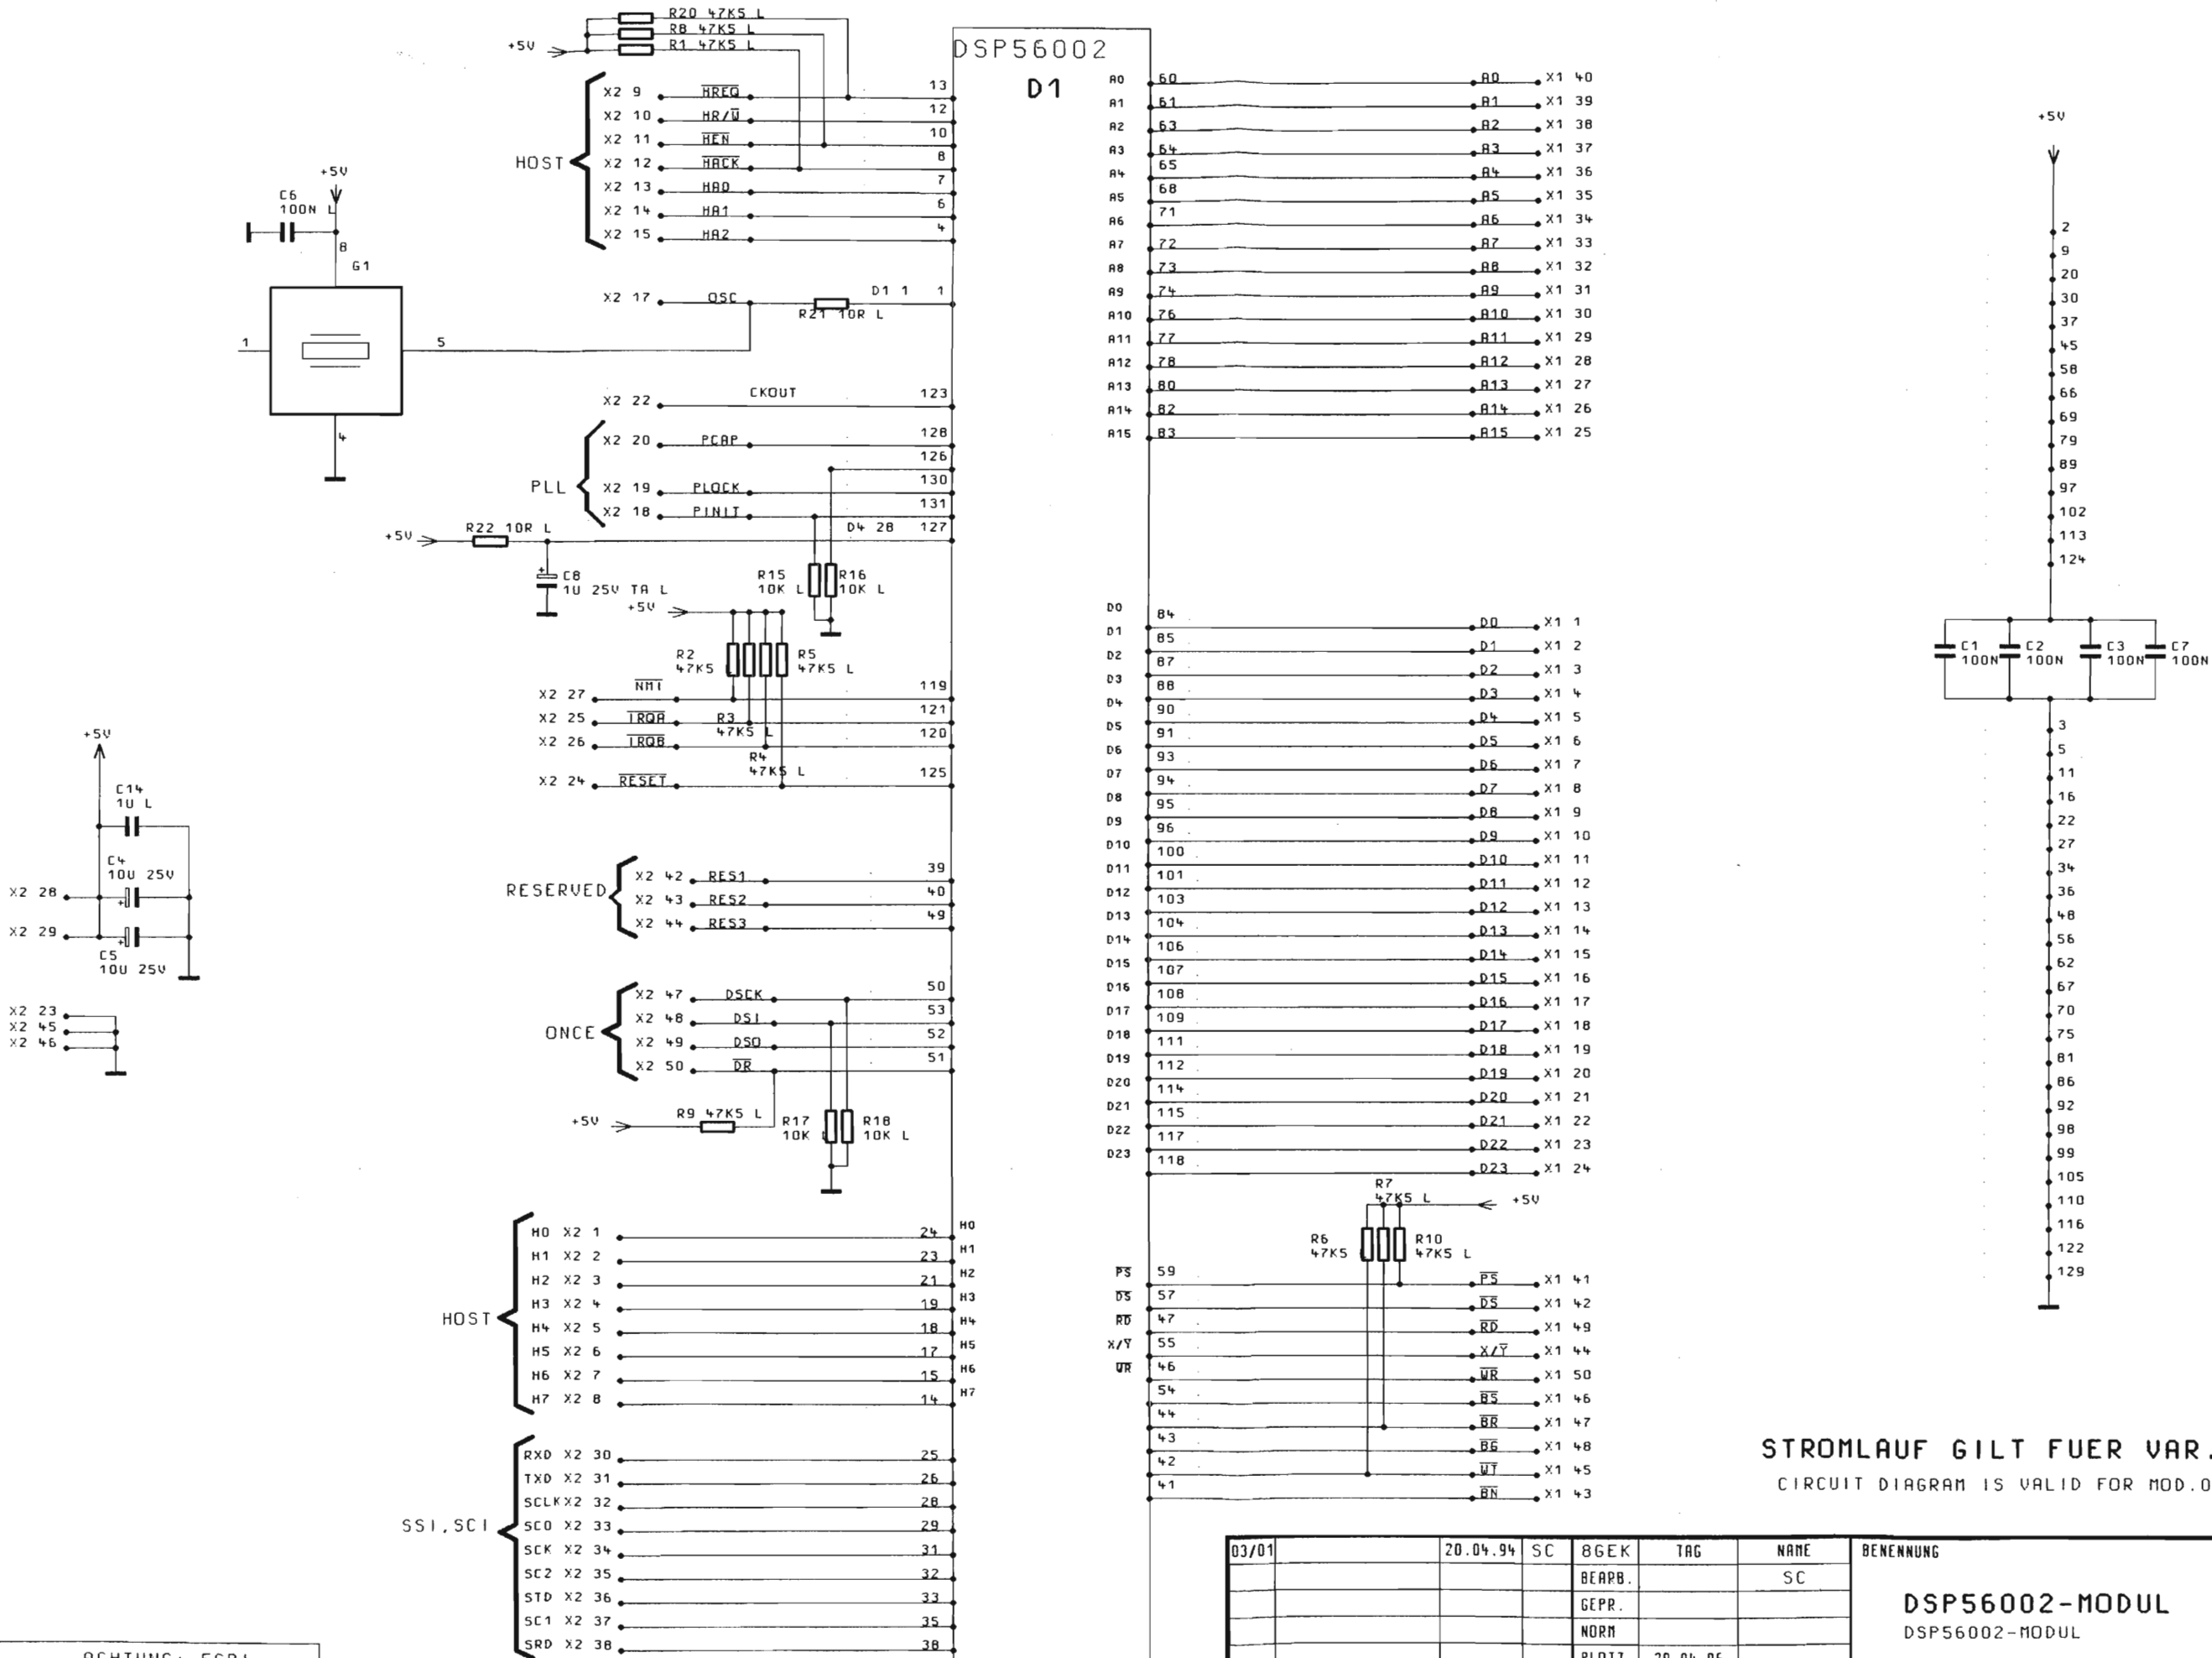 R20 47K5 L
R8 47K5 L
+5V R1 47K5 L
DSP56002
D1
HOST
X2 9 HREQ 13
X2 10 HR/W 12
X2 11 HEN 10
X2 12 HACK 8
X2 13 HA0 7
X2 14 HA1 6
X2 15 HA2 4
+5V
C6
100N L
8
G1
1
5
4
X2 17 OSC D1 1 1
R21 10R L
X2 22 CKOUT 123
PLL
X2 20 PCAP 128
126
X2 19 PLOCK 130
X2 18 PINIT 131
+5V R22 10R L D4 28 127
C8
1U 25V TA L
R15
10K L
R16
10K L
+5V
R2
47K5 L
R5
47K5 L
X2 27 NMI 119
X2 25 IRQA 121
R3
47K5 L
X2 26 IRQB 120
R4
47K5 L
X2 24 RESET 125
+5V
C14
1U L
C4
10U 25V
X2 28
X2 29
C5
10U 25V
X2 23
X2 45
X2 46
RESERVED
X2 42 RES1 39
X2 43 RES2 40
X2 44 RES3 49
ONCE
X2 47 DSCK 50
X2 48 DSI 53
X2 49 DSO 52
X2 50 DR 51
+5V R9 47K5 L
R17
10K L
R18
10K L
HOST
H0 X2 1 24 H0
H1 X2 2 23 H1
H2 X2 3 21 H2
H3 X2 4 19 H3
H4 X2 5 18 H4
H5 X2 6 17 H5
H6 X2 7 15 H6
H7 X2 8 14 H7
SSI,SCI
RXD X2 30 25
TXD X2 31 26
SCLK X2 32 28
SC0 X2 33 29
SCK X2 34 31
SC2 X2 35 32
STD X2 36 33
SC1 X2 37 35
SRD X2 38 38
A0 60 A0 X1 40
A1 61 A1 X1 39
A2 63 A2 X1 38
A3 64 A3 X1 37
A4 65 A4 X1 36
A5 68 A5 X1 35
A6 71 A6 X1 34
A7 72 A7 X1 33
A8 73 A8 X1 32
A9 74 A9 X1 31
A10 76 A10 X1 30
A11 77 A11 X1 29
A12 78 A12 X1 28
A13 80 A13 X1 27
A14 82 A14 X1 26
A15 83 A15 X1 25
D0 84 D0 X1 1
D1 85 D1 X1 2
D2 87 D2 X1 3
D3 88 D3 X1 4
D4 90 D4 X1 5
D5 91 D5 X1 6
D6 93 D6 X1 7
D7 94 D7 X1 8
D8 95 D8 X1 9
D9 96 D9 X1 10
D10 100 D10 X1 11
D11 101 D11 X1 12
D12 103 D12 X1 13
D13 104 D13 X1 14
D14 106 D14 X1 15
D15 107 D15 X1 16
D16 108 D16 X1 17
D17 109 D17 X1 18
D18 111 D18 X1 19
D19 112 D19 X1 20
D20 114 D20 X1 21
D21 115 D21 X1 22
D22 117 D22 X1 23
D23 118 D23 X1 24
R7
47K5 L +5V
R6
47K5
R10
47K5 L
PS 59 PS X1 41
DS 57 DS X1 42
RD 47 RD X1 49
X/Y 55 X/Y X1 44
WR 46 WR X1 50
54 BS X1 46
44 BR X1 47
43 BG X1 48
42 WT X1 45
41 BN X1 43
+5V
2
9
20
30
37
45
58
66
69
79
89
97
102
113
124
C1
100N
C2
100N
C3
100N
C7
100N
3
5
11
16
22
27
34
36
48
56
62
67
70
75
81
86
92
98
99
105
110
116
122
129
STROMLAUF GILT FUER VAR.
CIRCUIT DIAGRAM IS VALID FOR MOD.0
03/01 20.04.94 SC 8GEK TAG NAME BENENNUNG
BEARB. SC
GEPR.
NORM
DSP56002-MODUL
DSP56002-MODUL